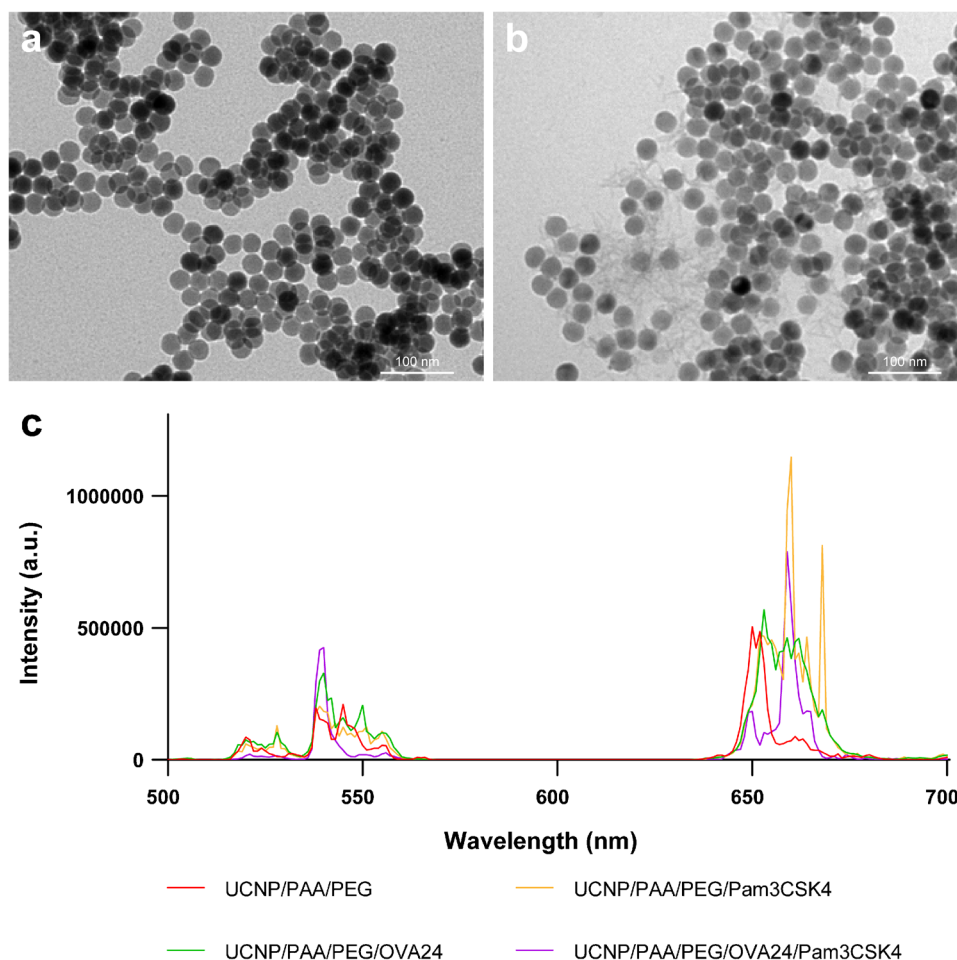 a
b
100 nm
100 nm
c
1000000
500000
0
Intensity (a.u.)
500
550
600
650
700
Wavelength (nm)
UCNP/PAA/PEG
UCNP/PAA/PEG/Pam3CSK4
UCNP/PAA/PEG/OVA24
UCNP/PAA/PEG/OVA24/Pam3CSK4